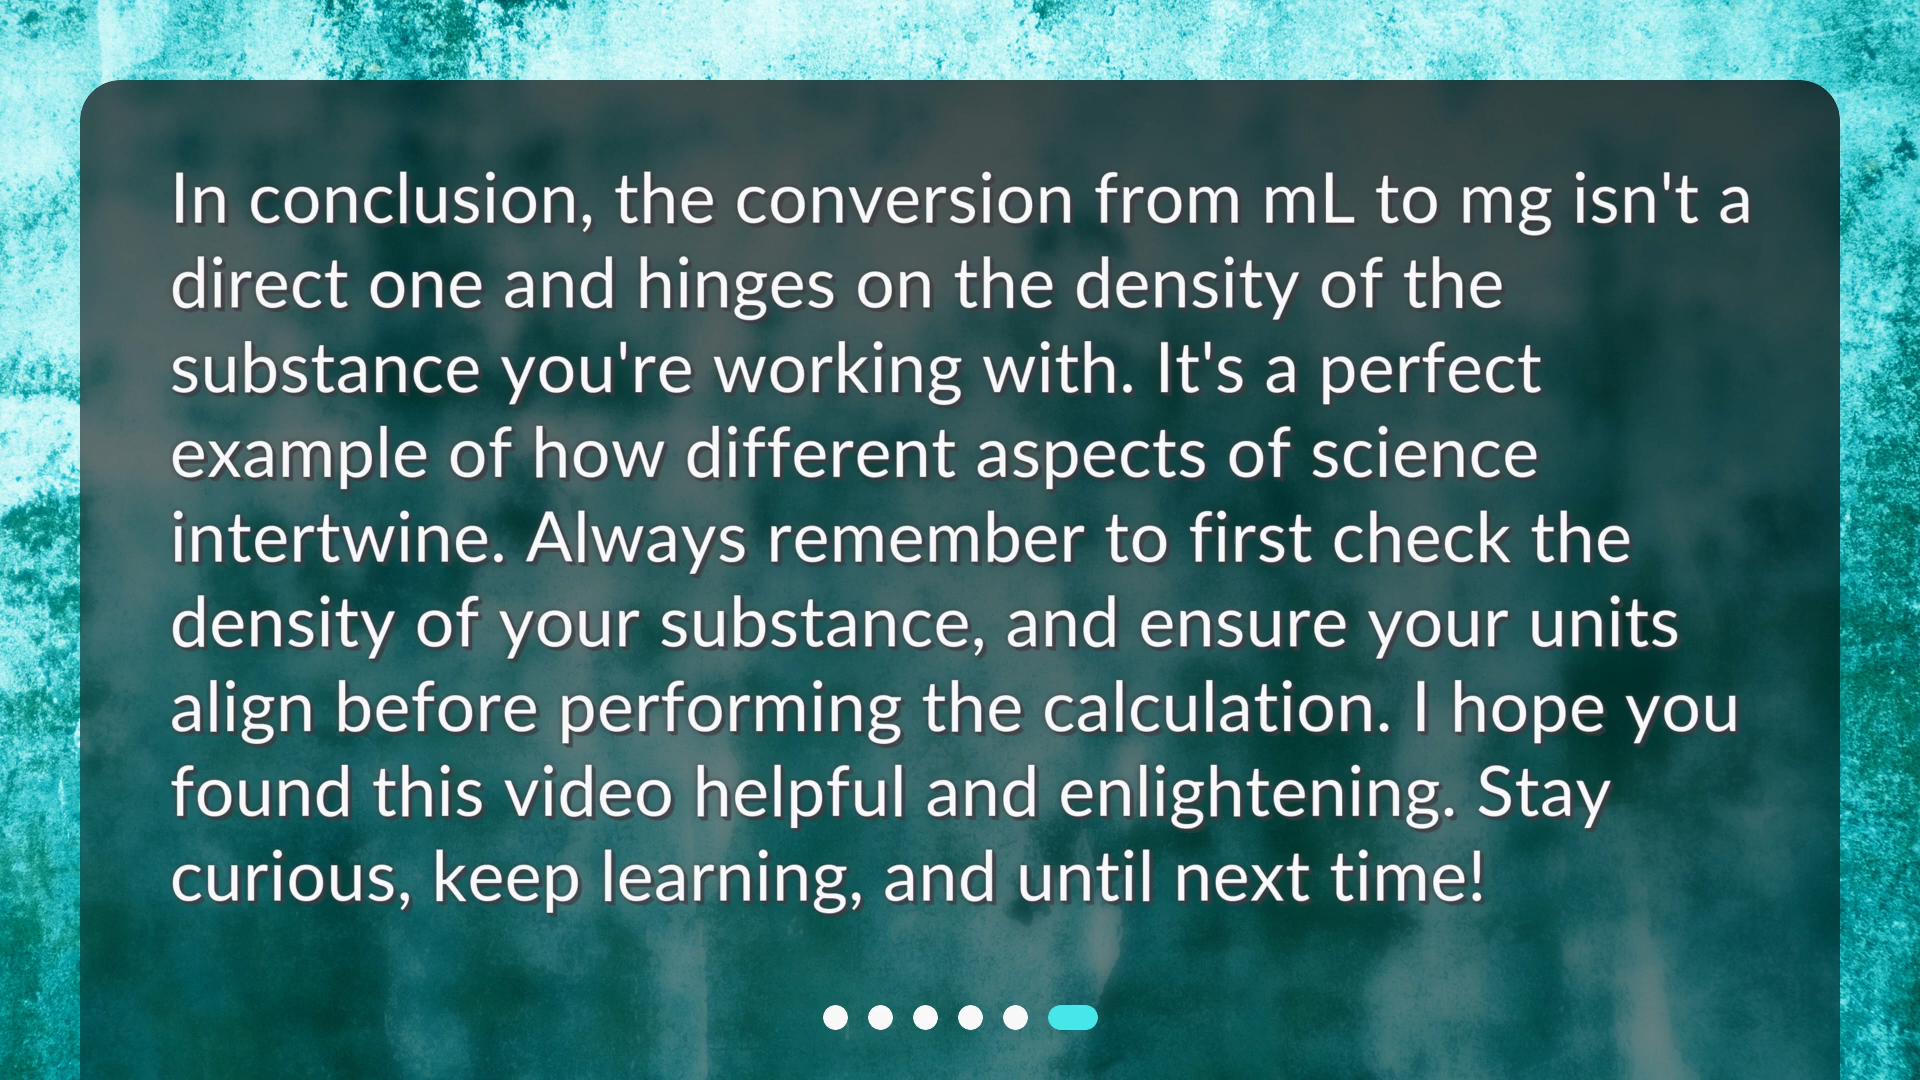 In conclusion, the conversion from mL to mg isn't a
direct one and hinges on the density of the
substance you're working with. It's a perfect
example of how different aspects of science
intertwine. Always remember to first check the
density of your substance, and ensure your units
align before performing the calculation. I hope you
found this video helpful and enlightening. Stay
curious, keep learning, and until next time!